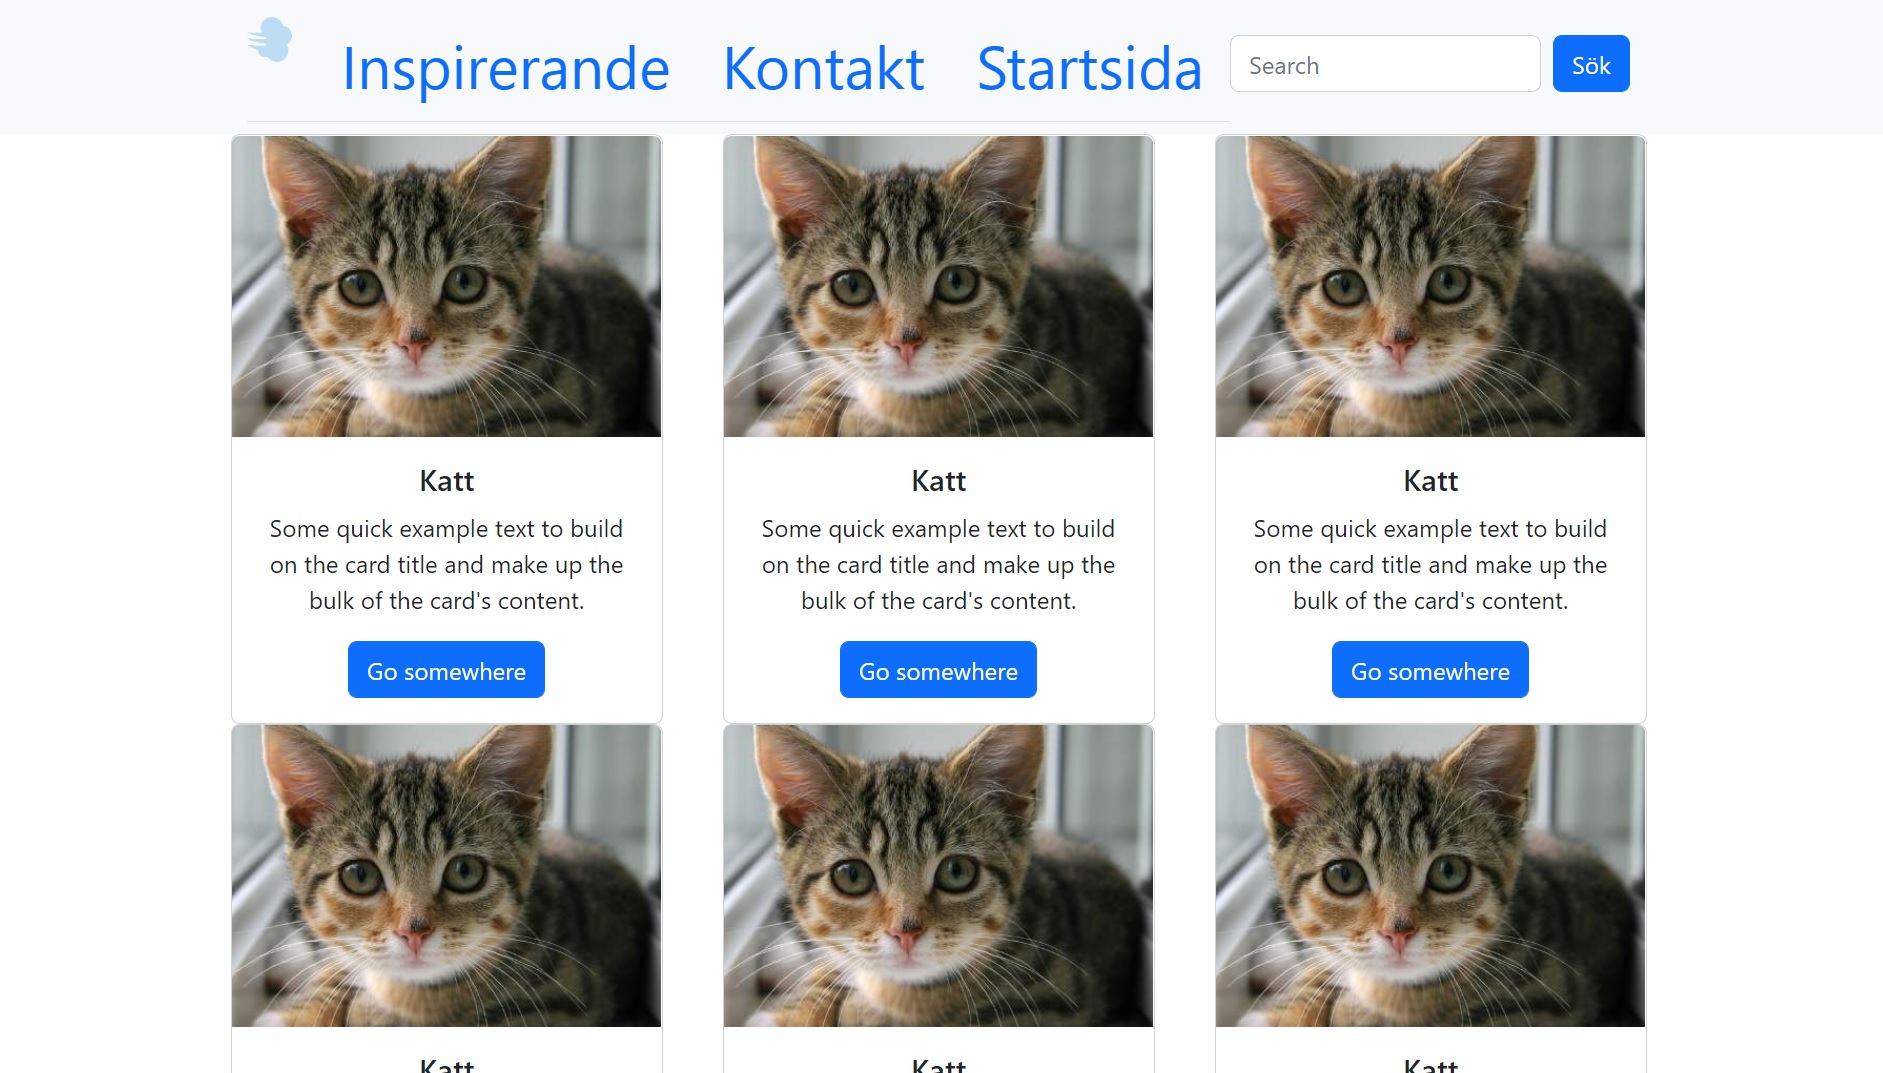 Inspirerande Kontakt Startsida Search Sök
Katt Katt Katt
Some quick example text to build Some quick example text to build Some quick example text to build
on the card title and make up the on the card title and make up the on the card title and make up the
bulk of the card's content. bulk of the card's content. bulk of the card's content.
Go somewhere Go somewhere Go somewhere
Katt Katt Katt